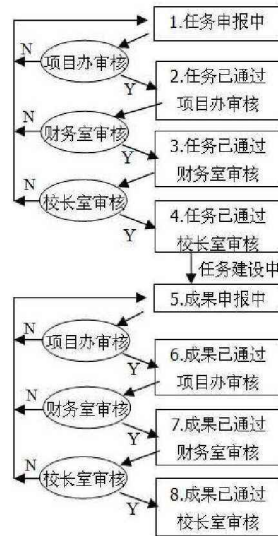 1.任务申报中
N
项目办审核
Y
2.任务已通过
项目办审核
N
财务室审核
Y
3.任务已通过
财务室审核
N
校长室审核
Y
4.任务已通过
校长室审核
任务建设中
5.成果申报中
N
项目办审核
Y
6.成果已通过
项目办审核
N
财务室审核
Y
7.成果已通过
财务室审核
N
校长室审核
Y
8.成果已通过
校长室审核